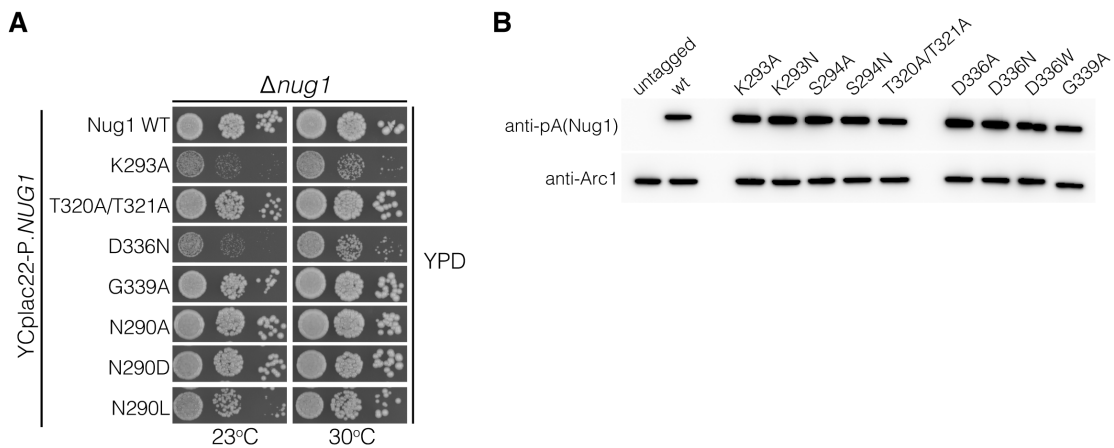 A
Δnug1
YCplac22-P.NUG1
Nug1 WT
K293A
T320A/T321A
D336N
G339A
N290A
N290D
N290L
YPD
23°C 30°C
B
untagged wt K293A K293N S294A S294N T320A/T321A D336A D336N D336W G339A
anti-pA(Nug1)
anti-Arc1